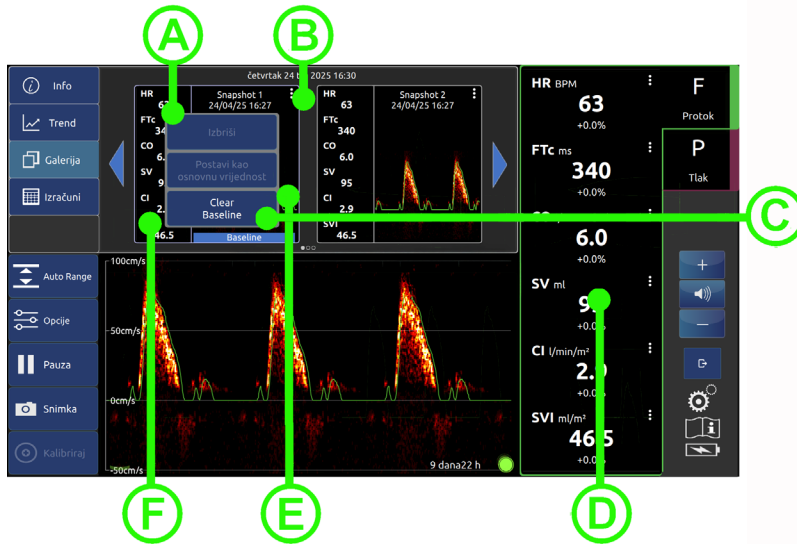 A
B
četvrtak 24
2025 16:30
Info
Trend
Galerija
Izračuni
HR
Snapshot 1
24/04/25 16:27
FTc
CO
SV
CI
46.5
Baseline
Izbriši
Postavi kao
osnovnu vrijednost
Clear
Baseline
HR
63
Snapshot 2
24/04/25 16:27
FTc
340
CO
6.0
SV
95
CI
2.9
SVI
46.5
HR BPM
63
+0.0%
FTc ms
340
+0.0%
6.0
+0.0%
SV ml
+0.0%
CI l/min/m²
2.9
+0.0%
SVI ml/m²
46.5
+0.0%
F
Protok
P
Tlak
C
Auto Range
Opcije
Pauza
Snimka
Kalibriraj
100cm/s
50cm/s
0cm/s
-50cm/s
9 dana22 h
F
E
D